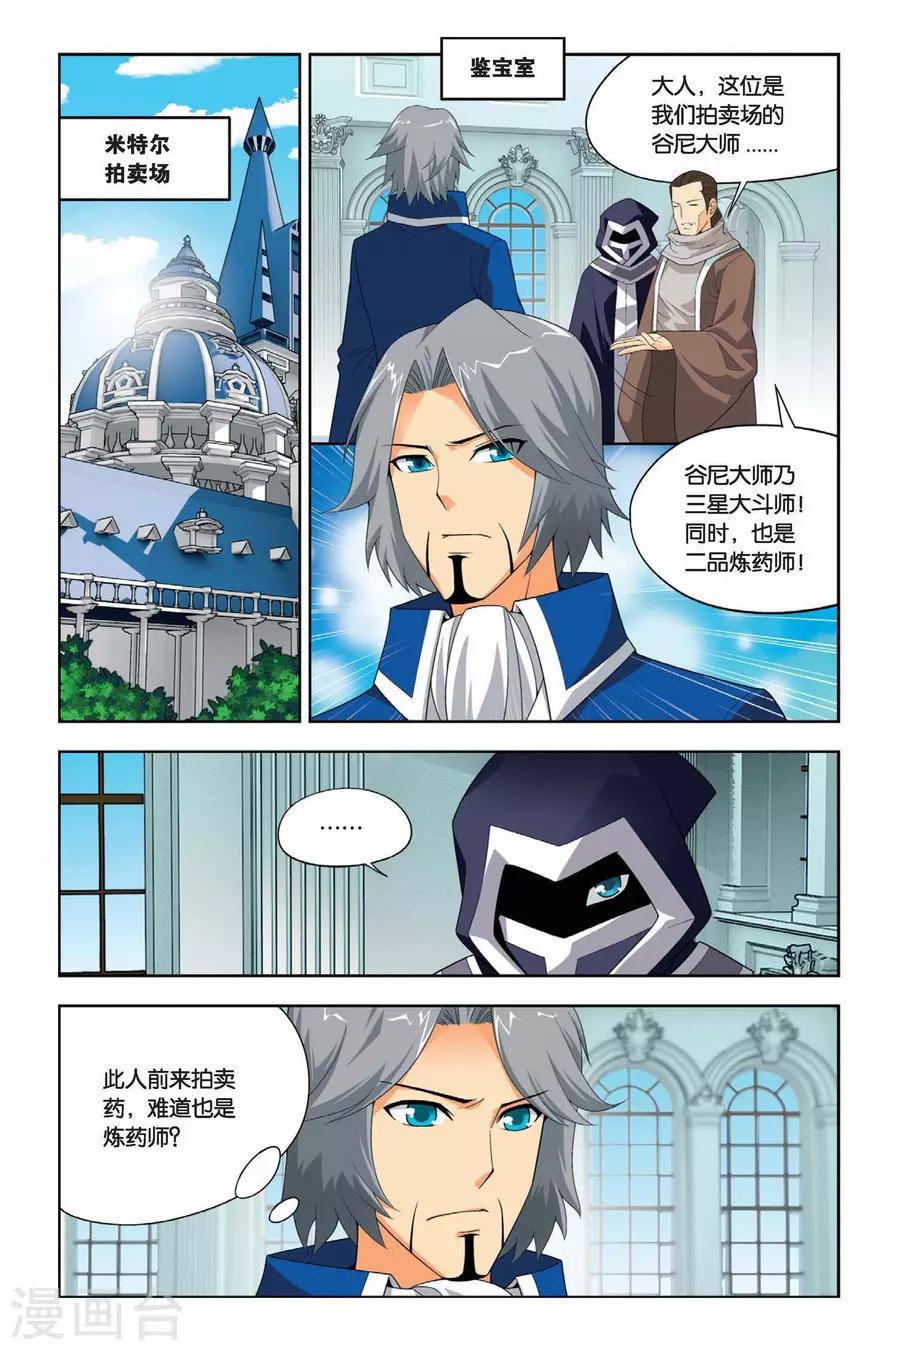 米特尔
拍卖场
鉴宝室
大人，这位是
我们拍卖场的
谷尼大师……
谷尼大师乃
三星大斗师！
同时，也是
二品炼药师！
……
此人前来拍卖
药，难道也是
炼药师？
漫画台